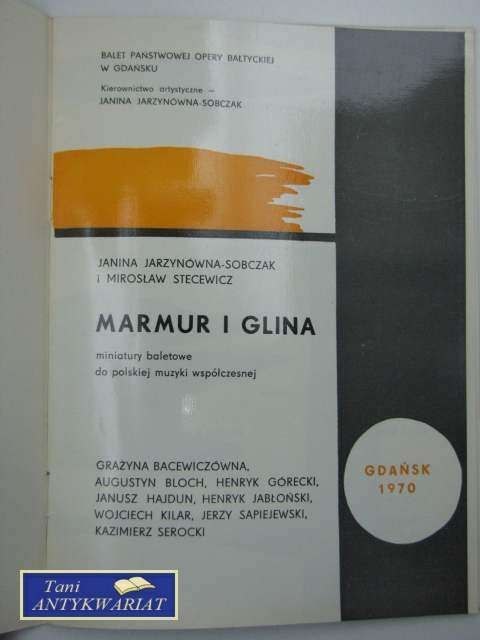 BALET PAŃSTWOWEJ OPERY BAŁTYCKIEJ
W GDAŃSKU
Kierownictwo artystyczne –
JANINA JARZYNÓWNA-SOBCZAK
JANINA JARZYNÓWNA-SOBCZAK
I MIROSŁAW STECEWICZ
MARMUR I GLINA
miniatury baletowe
do polskiej muzyki współczesnej
GRAŻYNA BACEWICZÓWNA,
AUGUSTYN BLOCH, HENRYK GÓRECKI,
JANUSZ HAJDUN, HENRYK JABŁOŃSKI,
WOJCIECH KILAR, JERZY SAPIEJEWSKI,
KAZIMIERZ SEROCKI
GDAŃSK
1970
Tani
ANTYKWARIAT